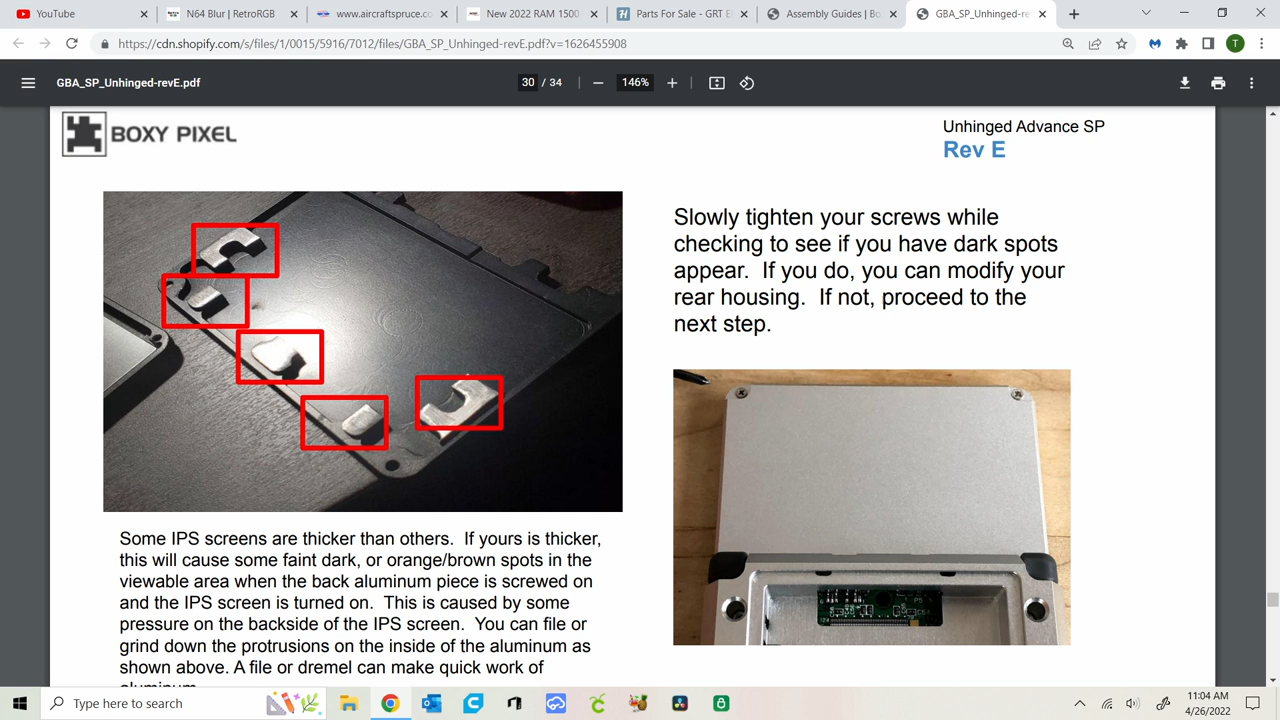 YouTube
N64 Blur | RetroRGB
www.aircraftspruce.co
New 2022 RAM 1500
Parts For Sale - GRT E
Assembly Guides | Bo
GBA_SP_Unhinged-re
https://cdn.shopify.com/s/files/1/0015/5916/7012/files/GBA_SP_Unhinged-revE.pdf?v=1626455908
T
GBA_SP_Unhinged-revE.pdf
30 / 34
146%
BOXY PIXEL
Unhinged Advance SP
Rev E
Slowly tighten your screws while
checking to see if you have dark spots
appear. If you do, you can modify your
rear housing. If not, proceed to the
next step.
Some IPS screens are thicker than others. If yours is thicker,
this will cause some faint dark, or orange/brown spots in the
viewable area when the back aluminum piece is screwed on
and the IPS screen is turned on. This is caused by some
pressure on the backside of the IPS screen. You can file or
grind down the protrusions on the inside of the aluminum as
shown above. A file or dremel can make quick work of
aluminum
P5
Type here to search
11:04 AM
4/26/2022